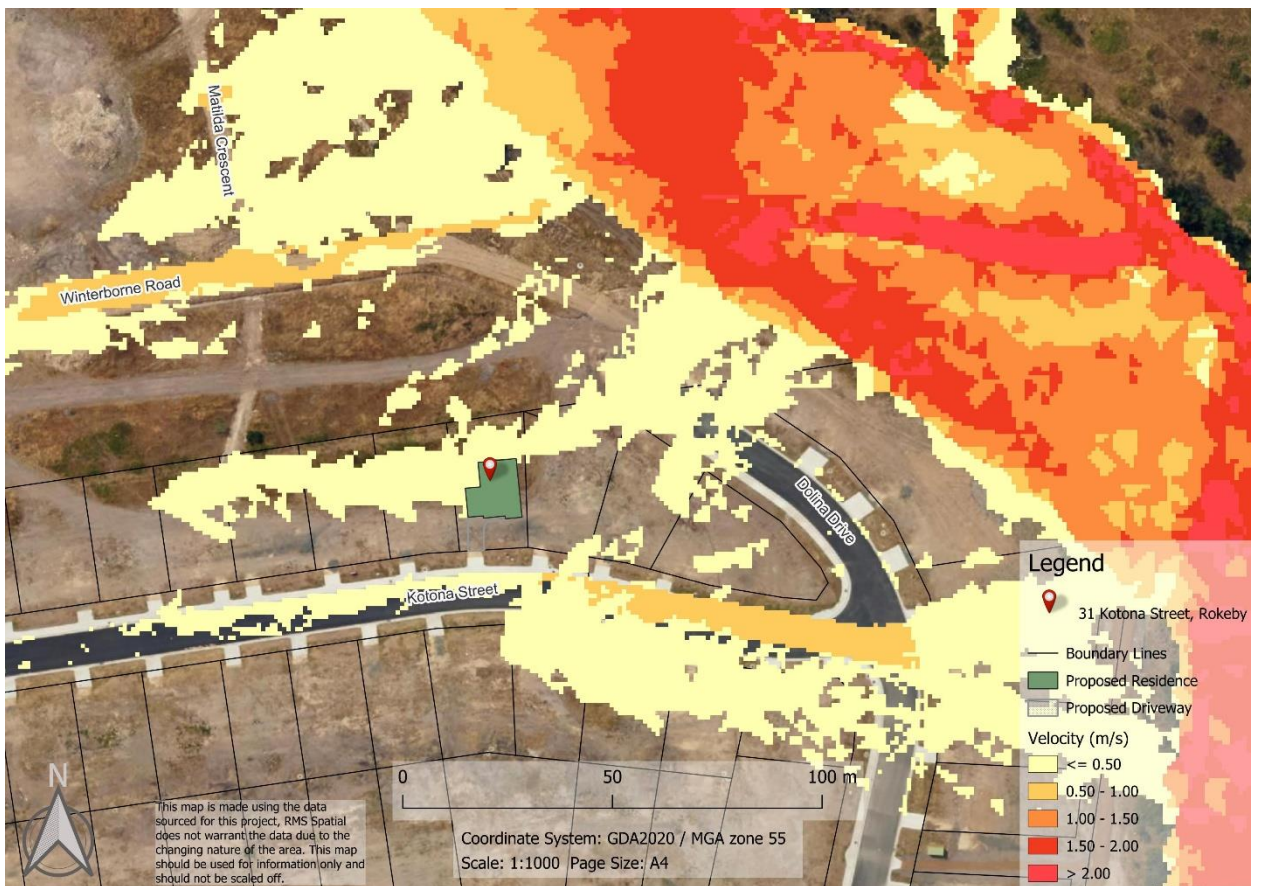 Matilda Crescent
Winterborne Road
Dolina Drive
Kotona Street
Legend
31 Kotona Street, Rokeby
Boundary Lines
Proposed Residence
Proposed Driveway
Velocity (m/s)
<= 0.50
0.50 - 1.00
1.00 - 1.50
1.50 - 2.00
> 2.00
N
This map is made using the data
sourced for this project, RMS Spatial
does not warrant the data due to the
changing nature of the area. This map
should be used for information only and
should not be scaled off.
0 50 100 m
Coordinate System: GDA2020 / MGA zone 55
Scale: 1:1000 Page Size: A4